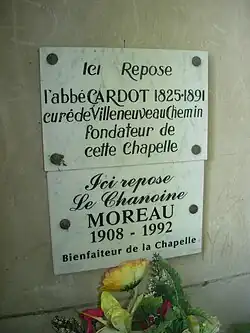 Ici Repose
l'abbé CARDOT 1825-1891
curé de Villeneuve au Chemin
fondateur de
cette Chapelle
Ici repose
Le Chanoine
MOREAU
1908 - 1992
Bienfaiteur de la Chapelle